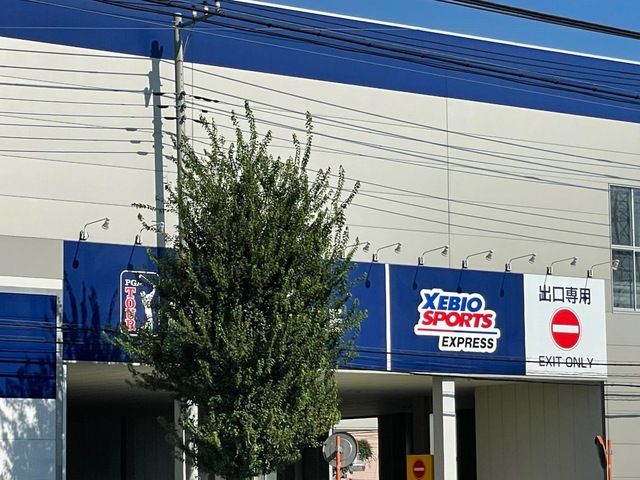 PGA
TOUR
XEBIO
SPORTS
EXPRESS
出口専用
EXIT ONLY